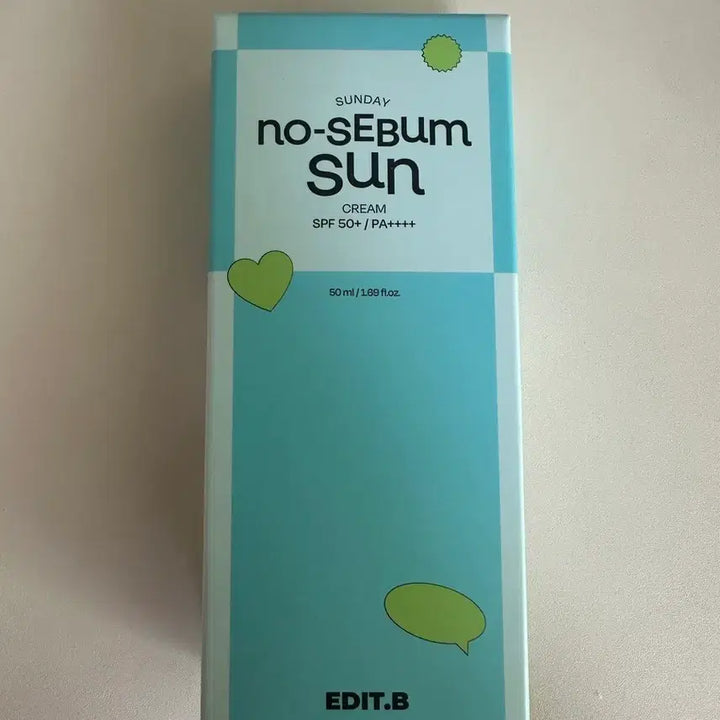 SUNDAY
no-SEBum
Sun
CREAM
SPF 50+ / PA++++
50 ml / 1.69 fl.oz.
EDIT.B